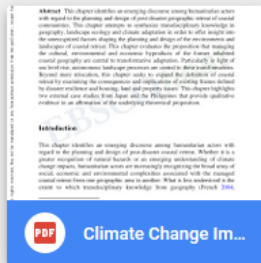 Abstract This chapter identifies an emerging discourse among humanitarian actors
with regard to the planning and design of post-disaster geographic retreat of coastal
populations. This chapter attempts to synthesize transdisciplinary knowledge in
geography, landscape ecology and climate adaptation in order to offer insight into
the unrecognized factors shaping the planning and design of the environments and
landscapes of coastal retreat. This chapter evaluates the proposition that managing
the cultural, environmental and economic hypotheses of the former inhabited
coastal geography are central to transformative adaptation. Particularly in light of
sea level rise, autonomous landscape processes are central to these transformations.
Beyond mere relocation, this chapter seeks to expand the definition of coastal
retreat by examining the consequences and implications of existing frames defined
by disaster resilience and housing, land and property issues. This chapter highlights
two external case studies from Japan and the Philippines that provide qualitative
evidence in an affirmation of the underlying theoretical proposition.
Introduction
This chapter identifies an emerging discourse among humanitarian actors with
regard to the planning and design of post-disaster coastal retreat. Whether it is a
greater recognition of natural hazards or an emerging understanding of climate
change impacts, humanitarian actors are increasingly recognizing the broad array of
social, economic and environmental complexities associated with the managed
coastal retreat from one geographic area to another. What is less understood is the
extent to which transdisciplinary knowledge from geography (French 2004,
EBSCO
PDF
Climate Change Im...